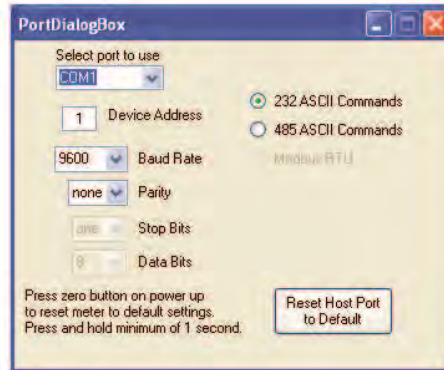 PortDialogBox
Select port to use
COM1
1 Device Address
9600 Baud Rate
none Parity
one Stop Bits
8 Data Bits
232 ASCII Commands
485 ASCII Commands
Modbus RTU
Press zero button on power up
to reset meter to default settings.
Press and hold minimum of 1 second.
Reset Host Port
to Default